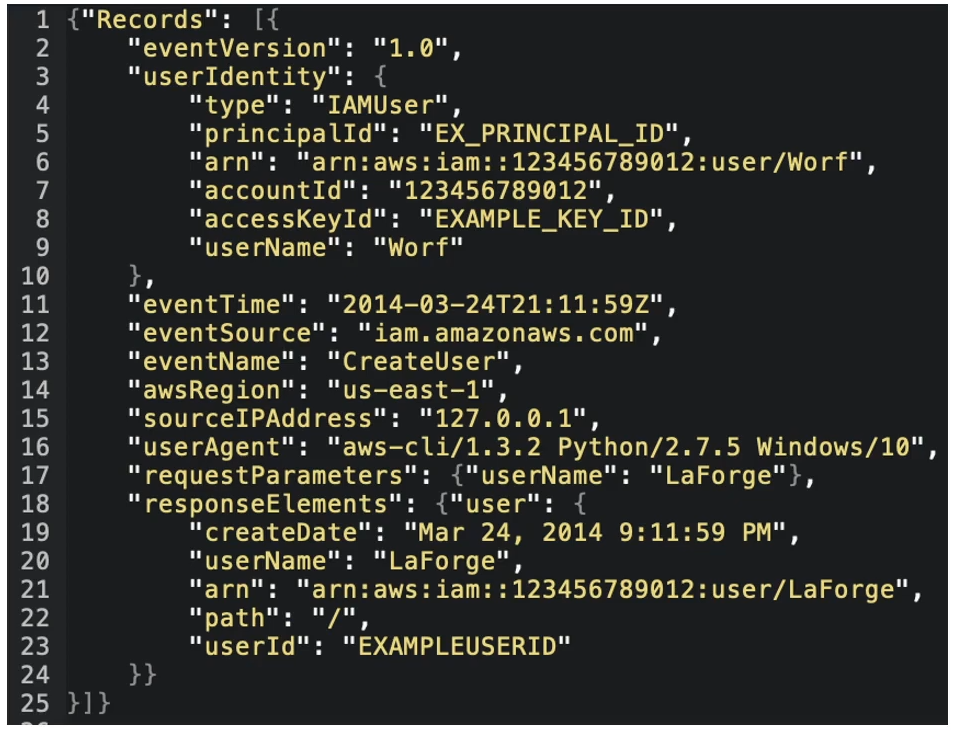 1 {"Records": [{
2 "eventVersion": "1.0",
3 "userIdentity": {
4 "type": "IAMUser",
5 "principalId": "EX_PRINCIPAL_ID",
6 "arn": "arn:aws:iam::123456789012:user/Worf",
7 "accountId": "123456789012",
8 "accessKeyId": "EXAMPLE_KEY_ID",
9 "userName": "Worf"
10 },
11 "eventTime": "2014-03-24T21:11:59Z",
12 "eventSource": "iam.amazonaws.com",
13 "eventName": "CreateUser",
14 "awsRegion": "us-east-1",
15 "sourceIPAddress": "127.0.0.1",
16 "userAgent": "aws-cli/1.3.2 Python/2.7.5 Windows/10",
17 "requestParameters": {"userName": "LaForge"},
18 "responseElements": {"user": {
19 "createDate": "Mar 24, 2014 9:11:59 PM",
20 "userName": "LaForge",
21 "arn": "arn:aws:iam::123456789012:user/LaForge",
22 "path": "/",
23 "userId": "EXAMPLEUSERID"
24 }}
25 }]}